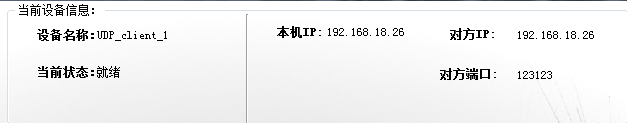 当前设备信息:
设备名称:UDP_client_1
本机IP: 192.168.18.26
对方IP: 192.168.18.26
当前状态:就绪
对方端口: 123123